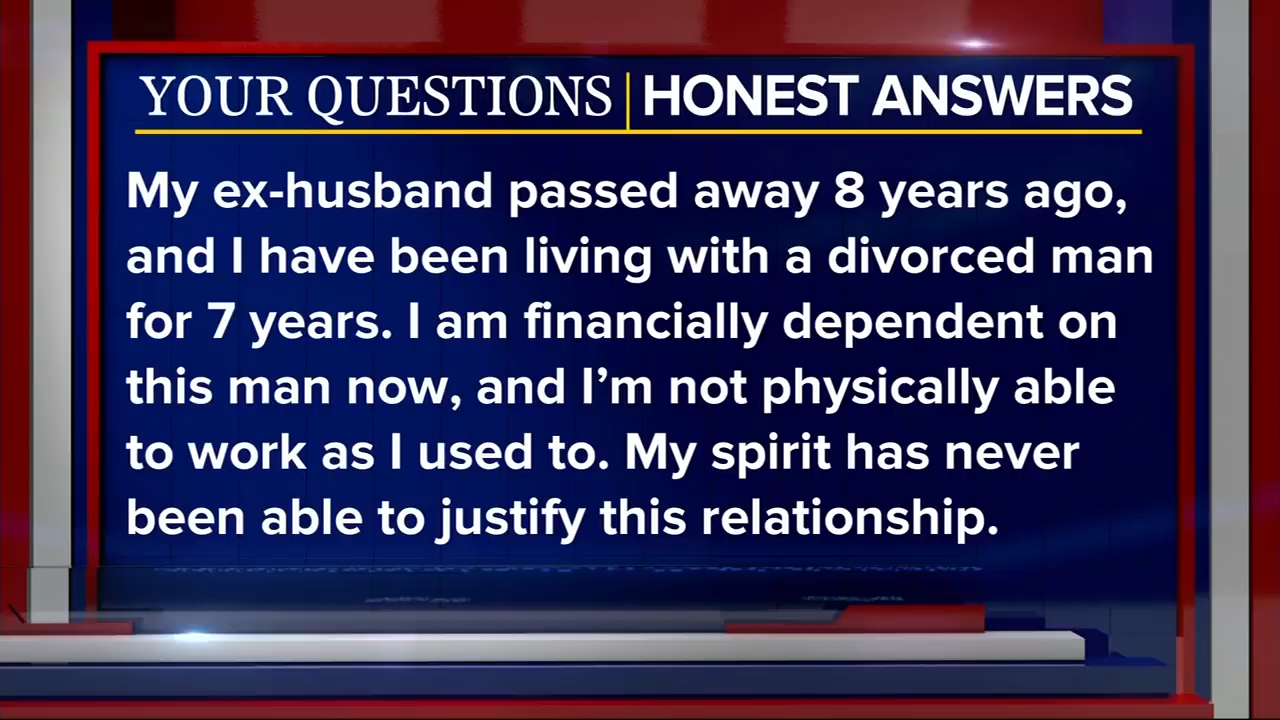 YOUR QUESTIONS | HONEST ANSWERS
My ex-husband passed away 8 years ago,
and I have been living with a divorced man
for 7 years. I am financially dependent on
this man now, and I’m not physically able
to work as I used to. My spirit has never
been able to justify this relationship.